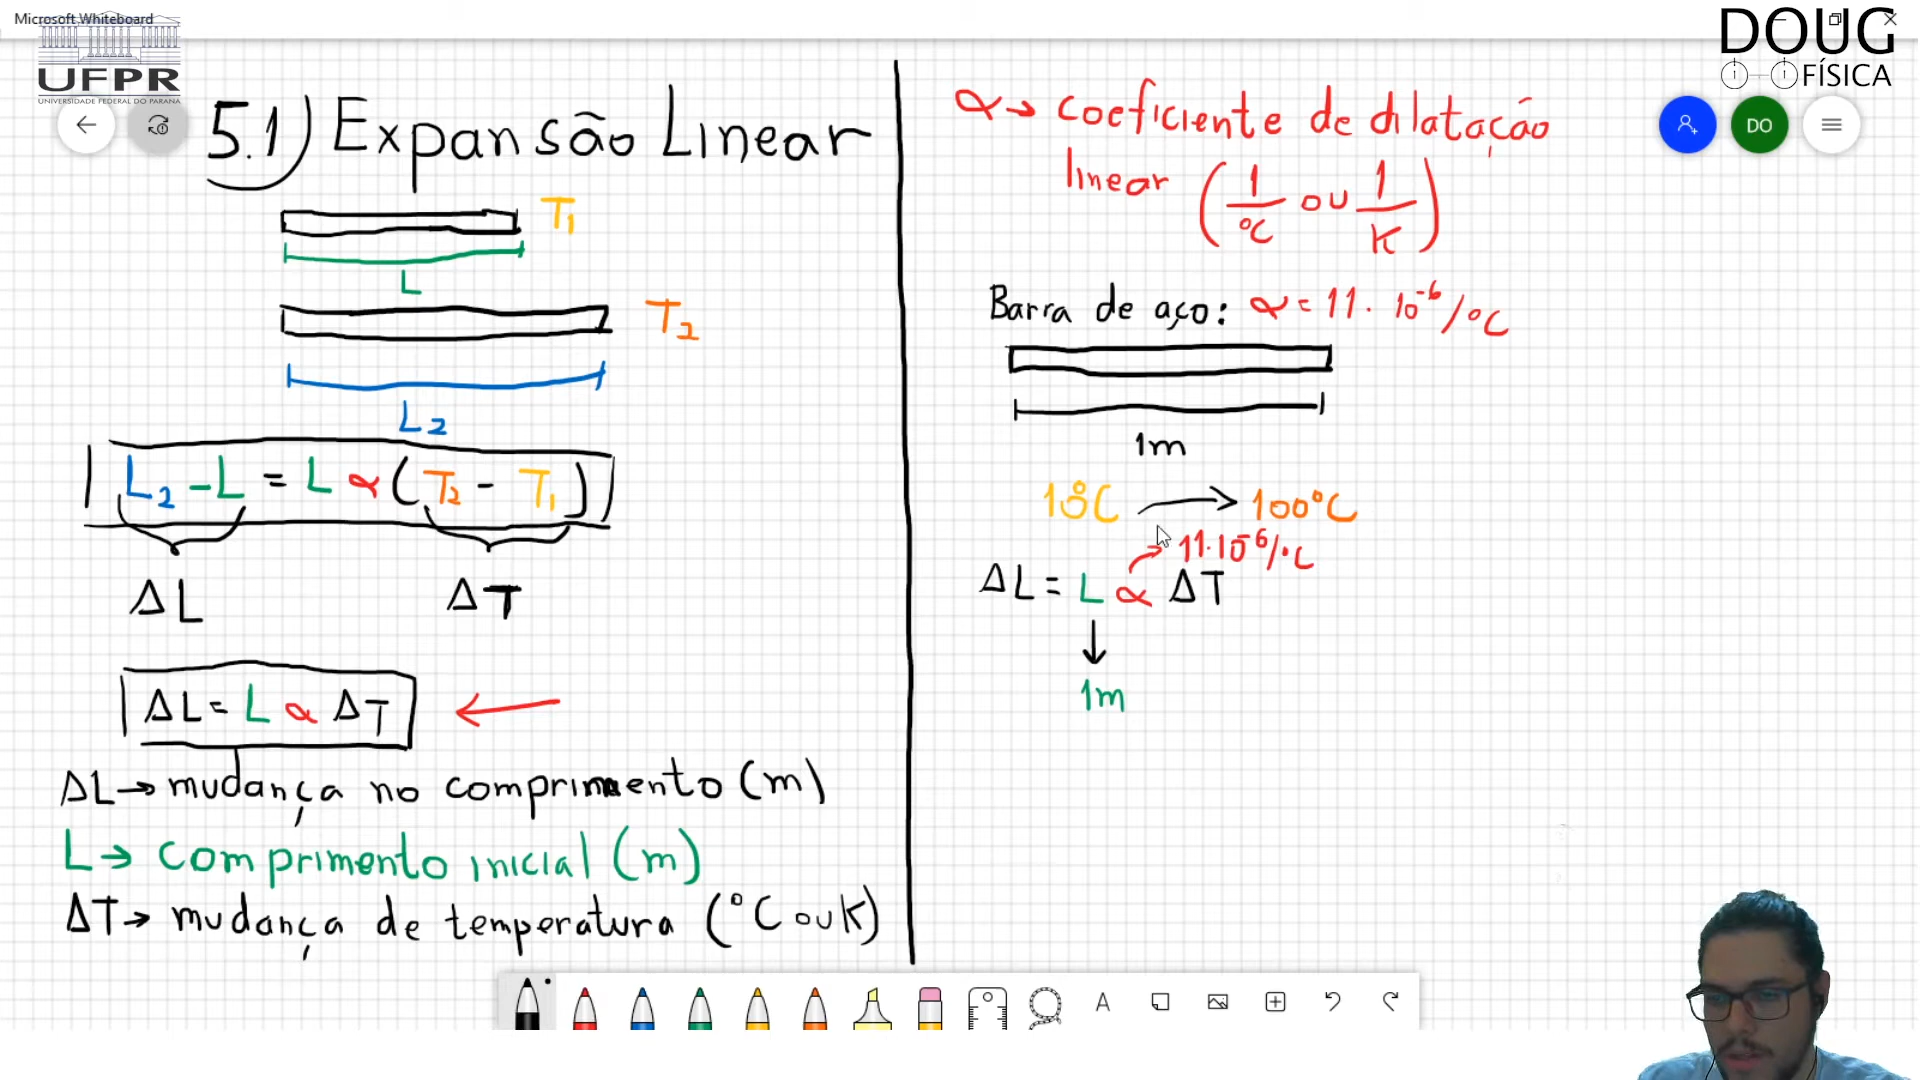 Microsoft Whiteboard
UFPR
UNIVERSIDADE FEDERAL DO PARANÁ
DOUG
FÍSICA
DO
5.1) Expansão Linear
T₁
L
T₂
L₂
L₂ - L = L α (T₂ - T₁)
ΔL ΔT
ΔL = L α ΔT
ΔL → mudança no comprimento (m)
L → comprimento inicial (m)
ΔT → mudança de temperatura (°C ou K)
α → coeficiente de dilatação
linear (1/°C ou 1/K)
Barra de aço: α = 11 · 10⁻⁶/°C
1m
10°C → 100°C
11·10⁻⁶/°C
ΔL = L α ΔT
1m
A